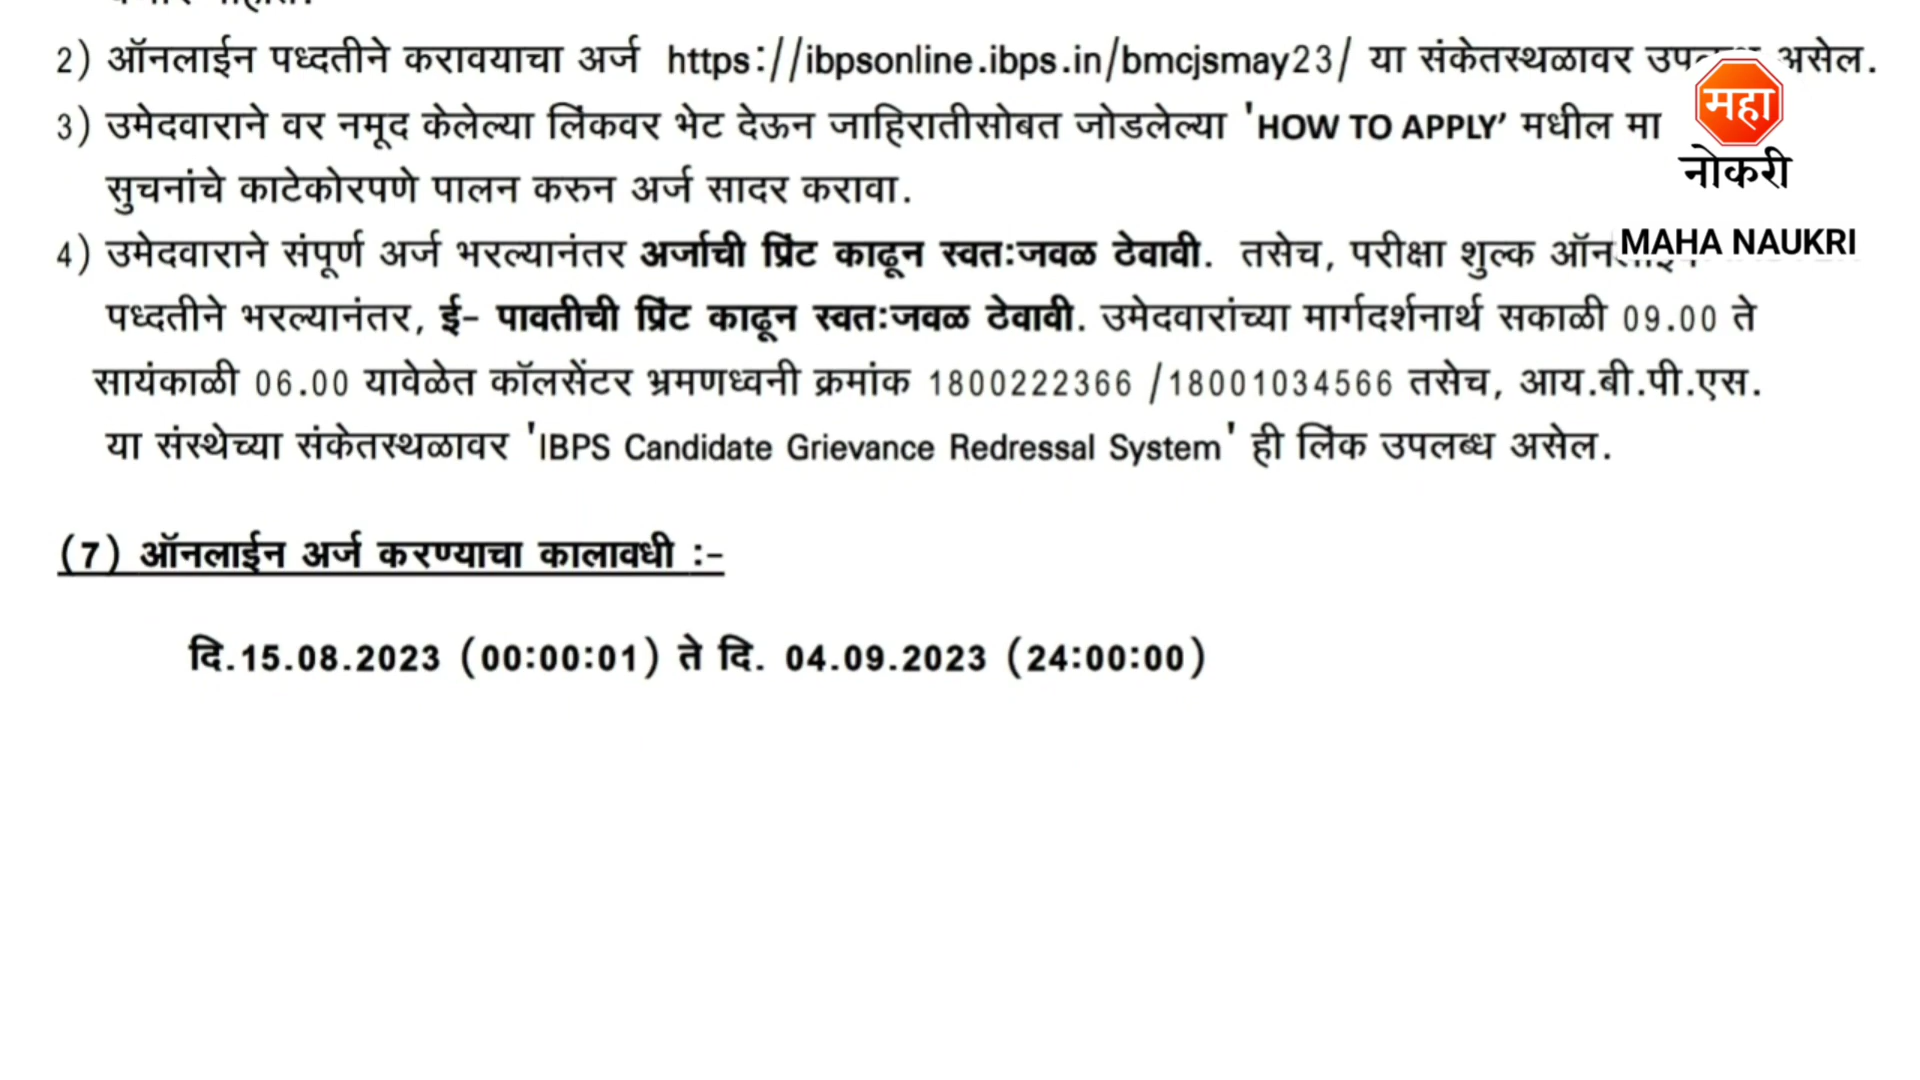 2) ऑनलाईन पध्दतीने करावयाचा अर्ज https://ibpsonline.ibps.in/bmcjsmay23/ या संकेतस्थळावर असेल.
3) उमेदवाराने वर नमूद केलेल्या लिंकवर भेट देऊन जाहिरातीसोबत जोडलेल्या 'HOW TO APPLY’ मधील
सुचनांचे काटेकोरपणे पालन करुन अर्ज सादर करावा.
4) उमेदवाराने संपूर्ण अर्ज भरल्यानंतर अर्जाची प्रिंट काढून स्वतःजवळ ठेवावी. तसेच, परीक्षा शुल्क
पध्दतीने भरल्यानंतर, ई- पावतीची प्रिंट काढून स्वतःजवळ ठेवावी. उमेदवारांच्या मार्गदर्शनार्थ सकाळी 09.00 ते
सायंकाळी 06.00 यावेळेत कॉलसेंटर भ्रमणध्वनी क्रमांक 1800222366 /18001034566 तसेच, आय.बी.पी.एस.
या संस्थेच्या संकेतस्थळावर 'IBPS Candidate Grievance Redressal System' ही लिंक उपलब्ध असेल.
(7) ऑनलाईन अर्ज करण्याचा कालावधी :-
दि.15.08.2023 (00:00:01) ते दि. 04.09.2023 (24:00:00)
महा
नोकरी
MAHA NAUKRI